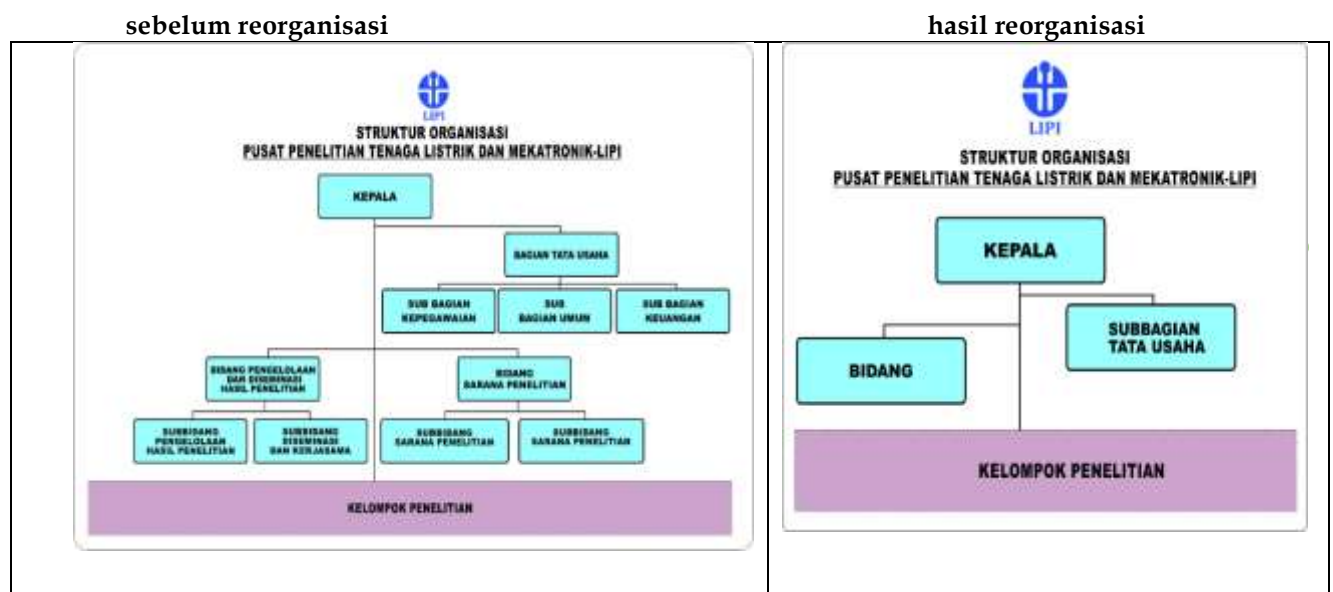 sebelum reorganisasi
hasil reorganisasi
LIPI
STRUKTUR ORGANISASI
PUSAT PENELITIAN TENAGA LISTRIK DAN MEKATRONIK-LIPI
KEPALA
BAGIAN TATA USAHA
SUB BAGIAN
KEPEGAWAIAN
SUB
BAGIAN UMUM
SUB BAGIAN
KEUANGAN
BIDANG PENGELOLAAN
DAN DISEMINASI
HASIL PENELITIAN
BIDANG
SARANA PENELITIAN
SUBBIDANG
PENGELOLAAN
HASIL PENELITIAN
SUBBIDANG
DISEMINASI
DAN KERJASAMA
SUBBIDANG
SARANA PENELITIAN
SUBBIDANG
SARANA PENELITIAN
KELOMPOK PENELITIAN
LIPI
STRUKTUR ORGANISASI
PUSAT PENELITIAN TENAGA LISTRIK DAN MEKATRONIK-LIPI
KEPALA
SUBBAGIAN
TATA USAHA
BIDANG
KELOMPOK PENELITIAN